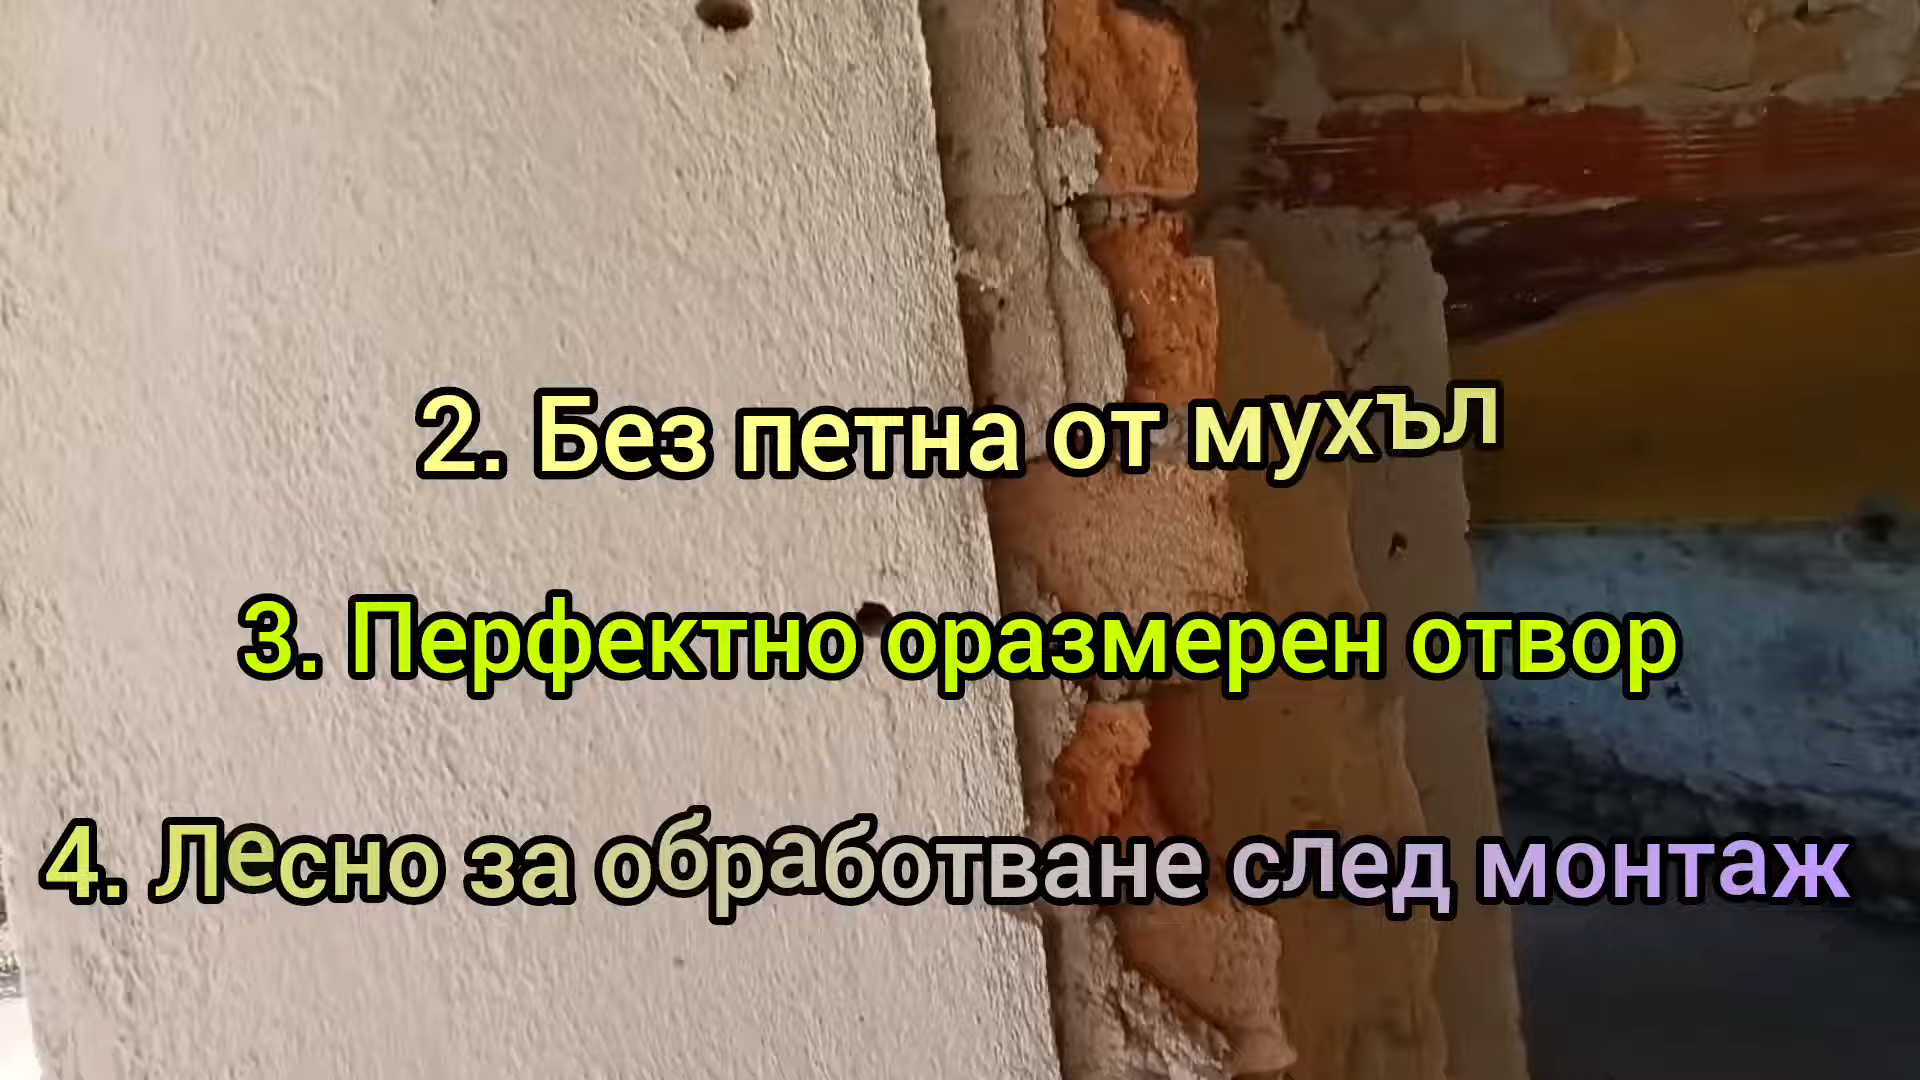 2. Без петна от мухъл
3. Перфектно оразмерен отвор
4. Лесно за обработване след монтаж